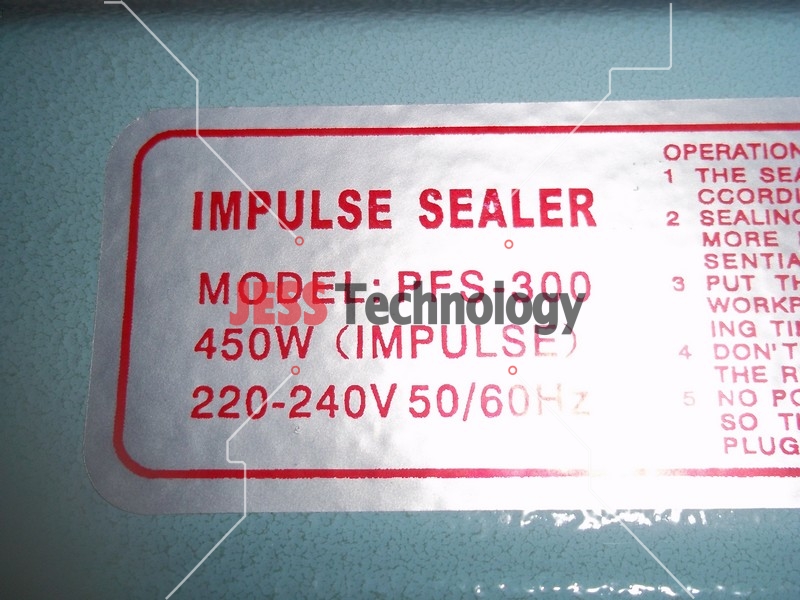 IMPULSE SEALER
MODEL: PFS-300
450W (IMPULSE)
220-240V 50/60Hz
JESS Technology
OPERATION
1 THE SEA
CCORDI
2 SEALING
MORE
SENTIA
3 PUT TH
WORKP
ING TI
4 DON'T
THE R
5 NO PO
SO T
PLUG